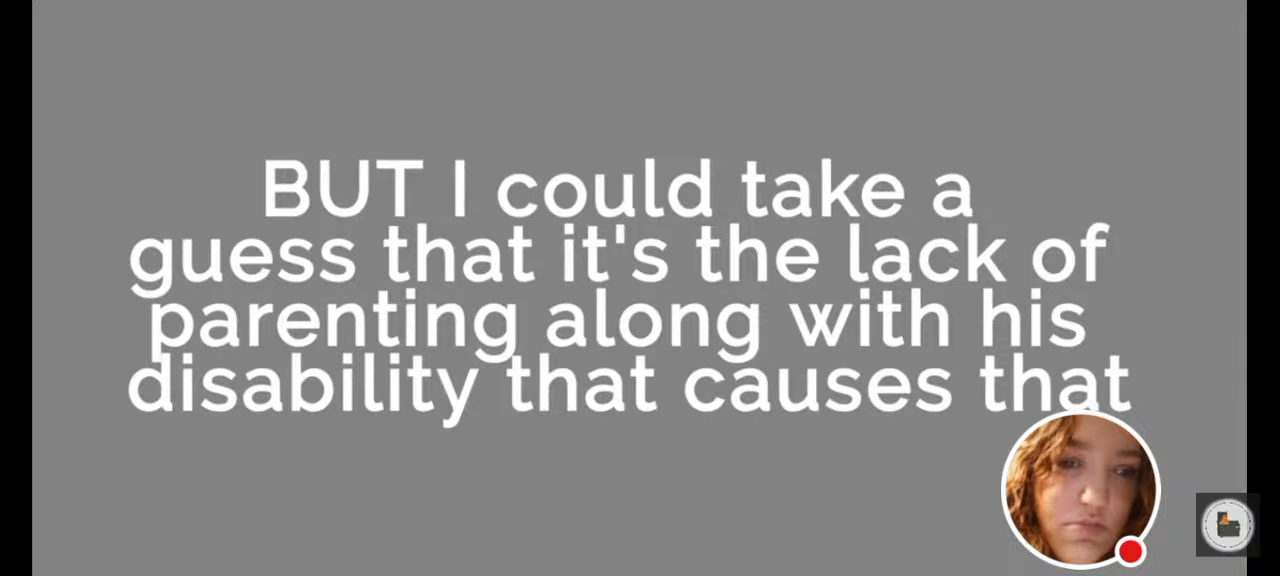 BUT I could take a
guess that it's the lack of
parenting along with his
disability that causes that